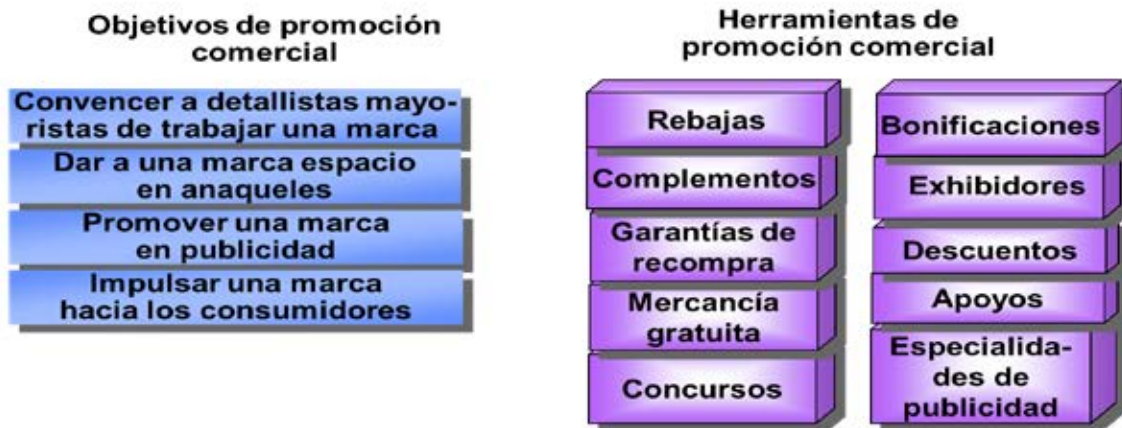 Objetivos de promoción
comercial
Convencer a detallistas mayo-
ristas de trabajar una marca
Dar a una marca espacio
en anaqueles
Promover una marca
en publicidad
Impulsar una marca
hacia los consumidores
Herramientas de
promoción comercial
Rebajas
Complementos
Garantías de
recompra
Mercancía
gratuita
Concursos
Bonificaciones
Exhibidores
Descuentos
Apoyos
Especialida-
des de
publicidad